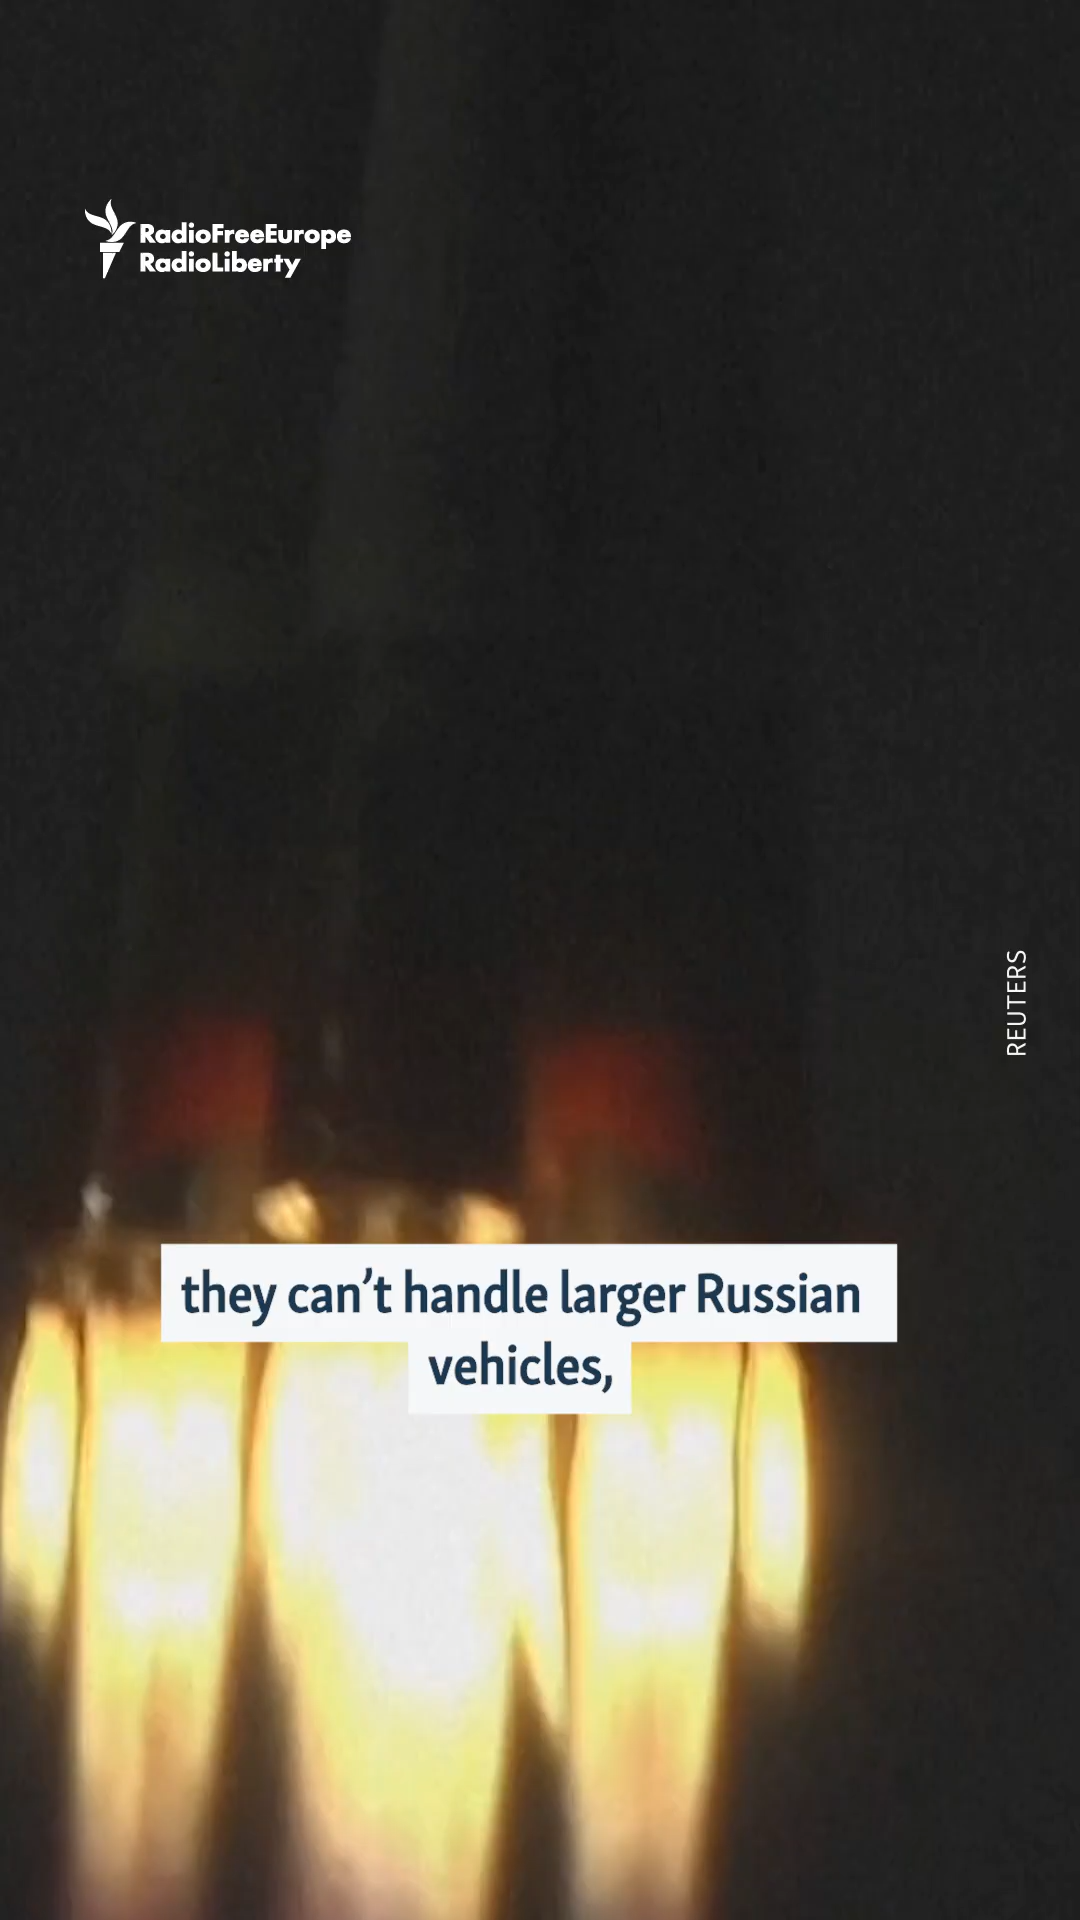 RadioFreeEurope
RadioLiberty
REUTERS
they can’t handle larger Russian
vehicles,